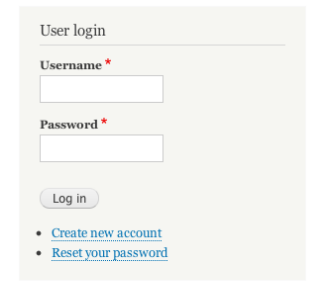 User login
Username *
Password *
Log in
Create new account
Reset your password